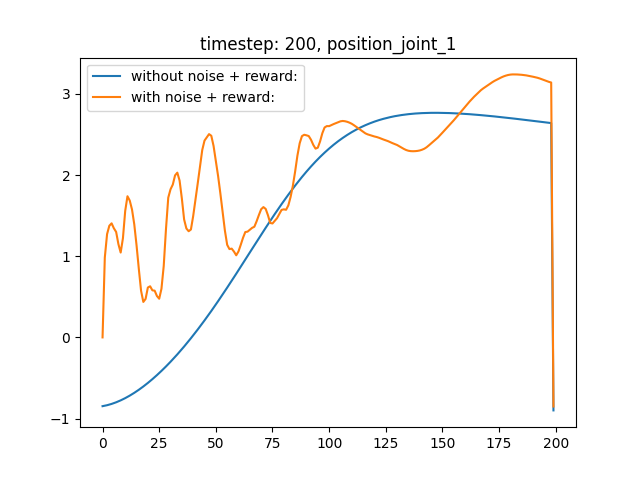 timestep: 200, position_joint_1
without noise + reward:
with noise + reward:
3
2
1
0
−1
0 25 50 75 100 125 150 175 200